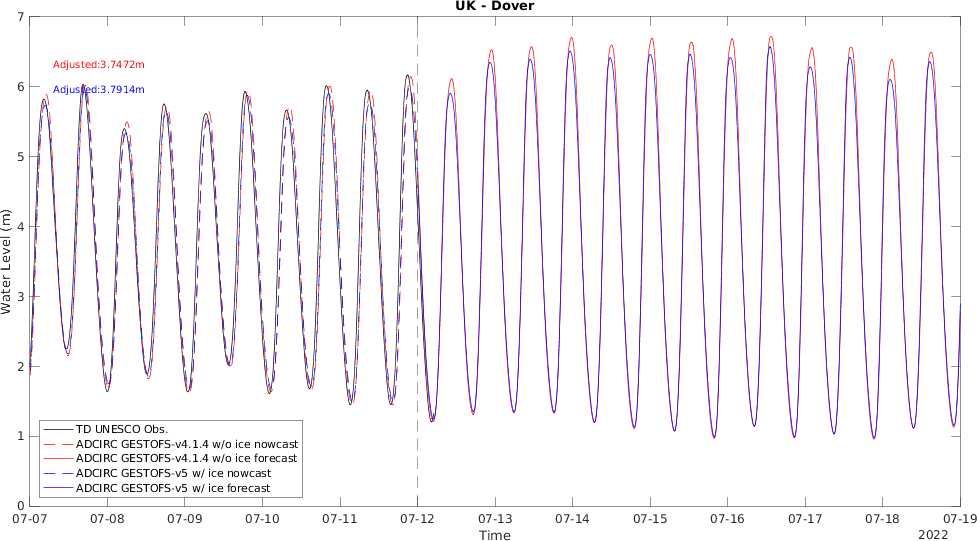 UK - Dover
7
6
5
4
3
2
1
0
Water Level (m)
Adjusted:3.7472m
Adjusted:3.7914m
TD UNESCO Obs.
ADCIRC GESTOFS-v4.1.4 w/o ice nowcast
ADCIRC GESTOFS-v4.1.4 w/o ice forecast
ADCIRC GESTOFS-v5 w/ ice nowcast
ADCIRC GESTOFS-v5 w/ ice forecast
07-07 07-08 07-09 07-10 07-11 07-12 07-13 07-14 07-15 07-16 07-17 07-18 07-19
Time
2022